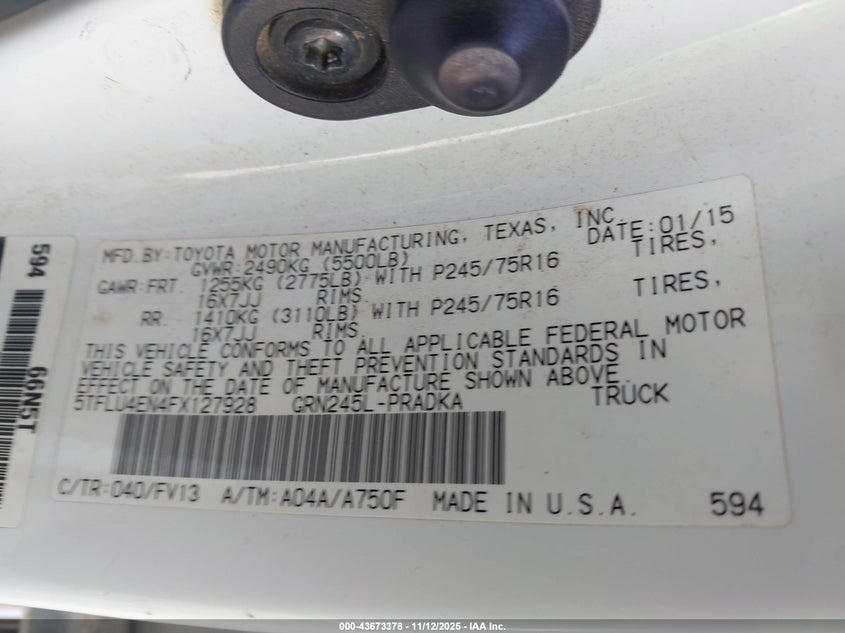 MFD.BY:TOYOTA MOTOR MANUFACTURING, TEXAS, INC.
GVWR:2490KG (5500LB) DATE:01/15
GAWR:FRT. 1255KG (2775LB) WITH P245/75R16 TIRES,
16X7JJ RIMS
RR. 1410KG (3110LB) WITH P245/75R16 TIRES,
16X7JJ RIMS
THIS VEHICLE CONFORMS TO ALL APPLICABLE FEDERAL MOTOR
VEHICLE SAFETY AND THEFT PREVENTION STANDARDS IN
EFFECT ON THE DATE OF MANUFACTURE SHOWN ABOVE
5TFLU4EN4FX127928 GRN245L-PRADKA TRUCK
C/TR:040/FV13 A/TM:A04A/A750F MADE IN U.S.A. 594
594 66N5T
000-43673378 - 11/12/2025 - IAA Inc.